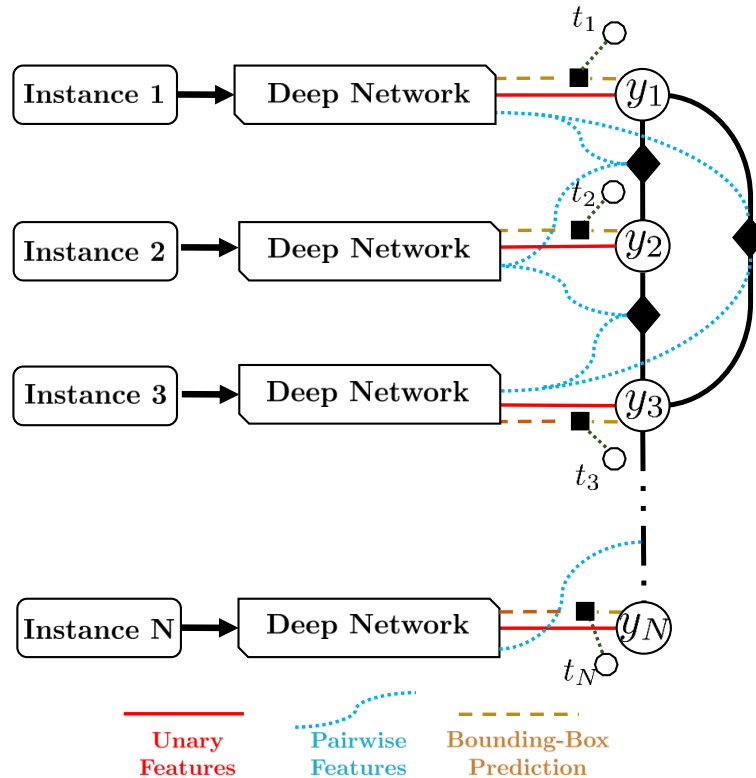 t1
Instance 1
Deep Network
y1
t2
Instance 2
Deep Network
y2
Instance 3
Deep Network
y3
t3
Instance N
Deep Network
yN
tN
Unary Features
Pairwise Features
Bounding-Box Prediction